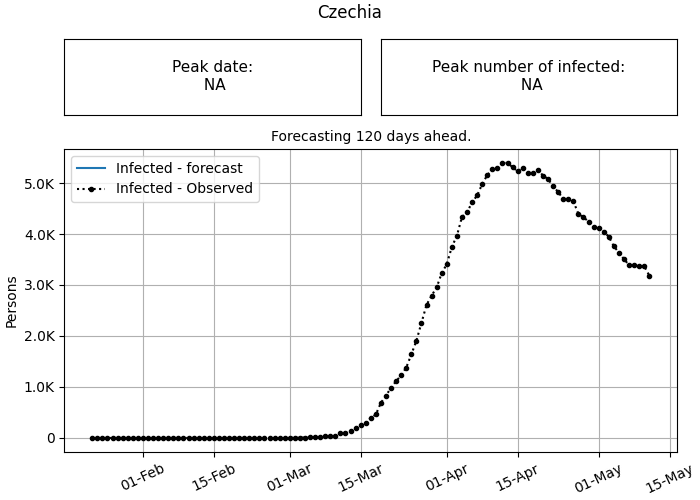 Czechia
Peak date:
NA
Peak number of infected:
NA
Forecasting 120 days ahead.
Infected - forecast
Infected - Observed
5.0K
4.0K
3.0K
2.0K
1.0K
0
Persons
01-Feb
15-Feb
01-Mar
15-Mar
01-Apr
15-Apr
01-May
15-May